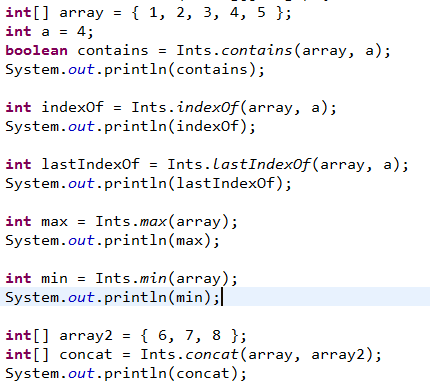 int[] array = { 1, 2, 3, 4, 5 };
int a = 4;
boolean contains = Ints.contains(array, a);
System.out.println(contains);
int indexOf = Ints.indexOf(array, a);
System.out.println(indexOf);
int lastIndexOf = Ints.lastIndexOf(array, a);
System.out.println(lastIndexOf);
int max = Ints.max(array);
System.out.println(max);
int min = Ints.min(array);
System.out.println(min);
int[] array2 = { 6, 7, 8 };
int[] concat = Ints.concat(array, array2);
System.out.println(concat);